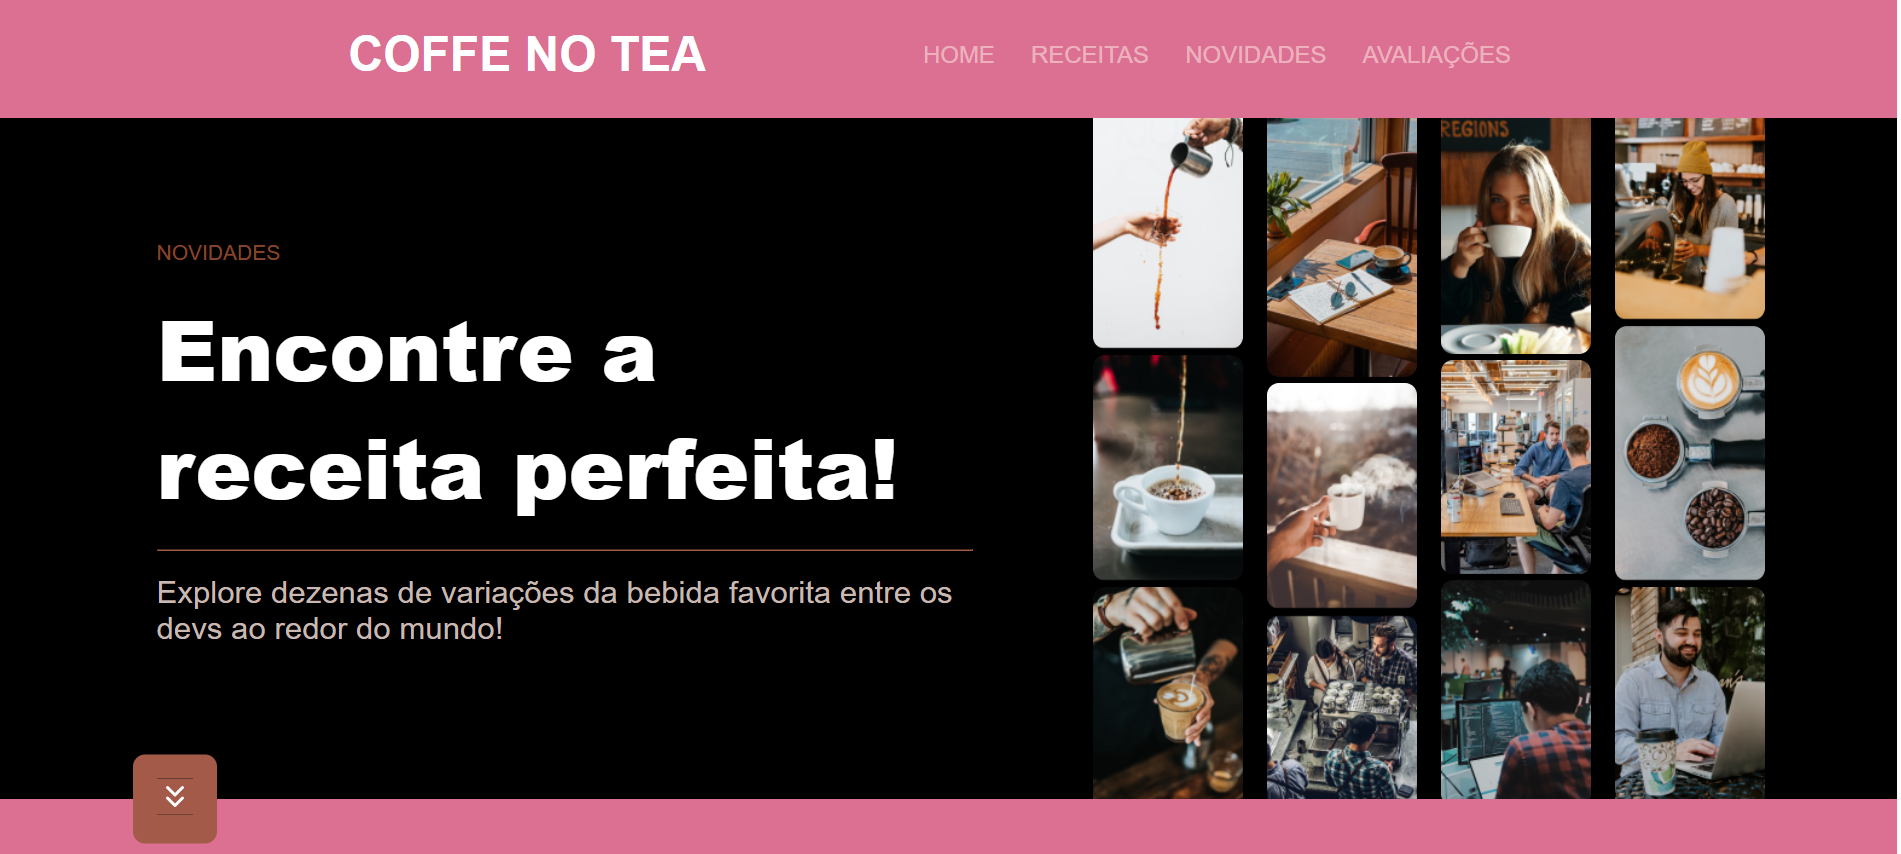 COFFE NO TEA
HOME RECEITAS NOVIDADES AVALIAÇÕES
REGIONS
NOVIDADES
Encontre a
receita perfeita!
Explore dezenas de variações da bebida favorita entre os
devs ao redor do mundo!